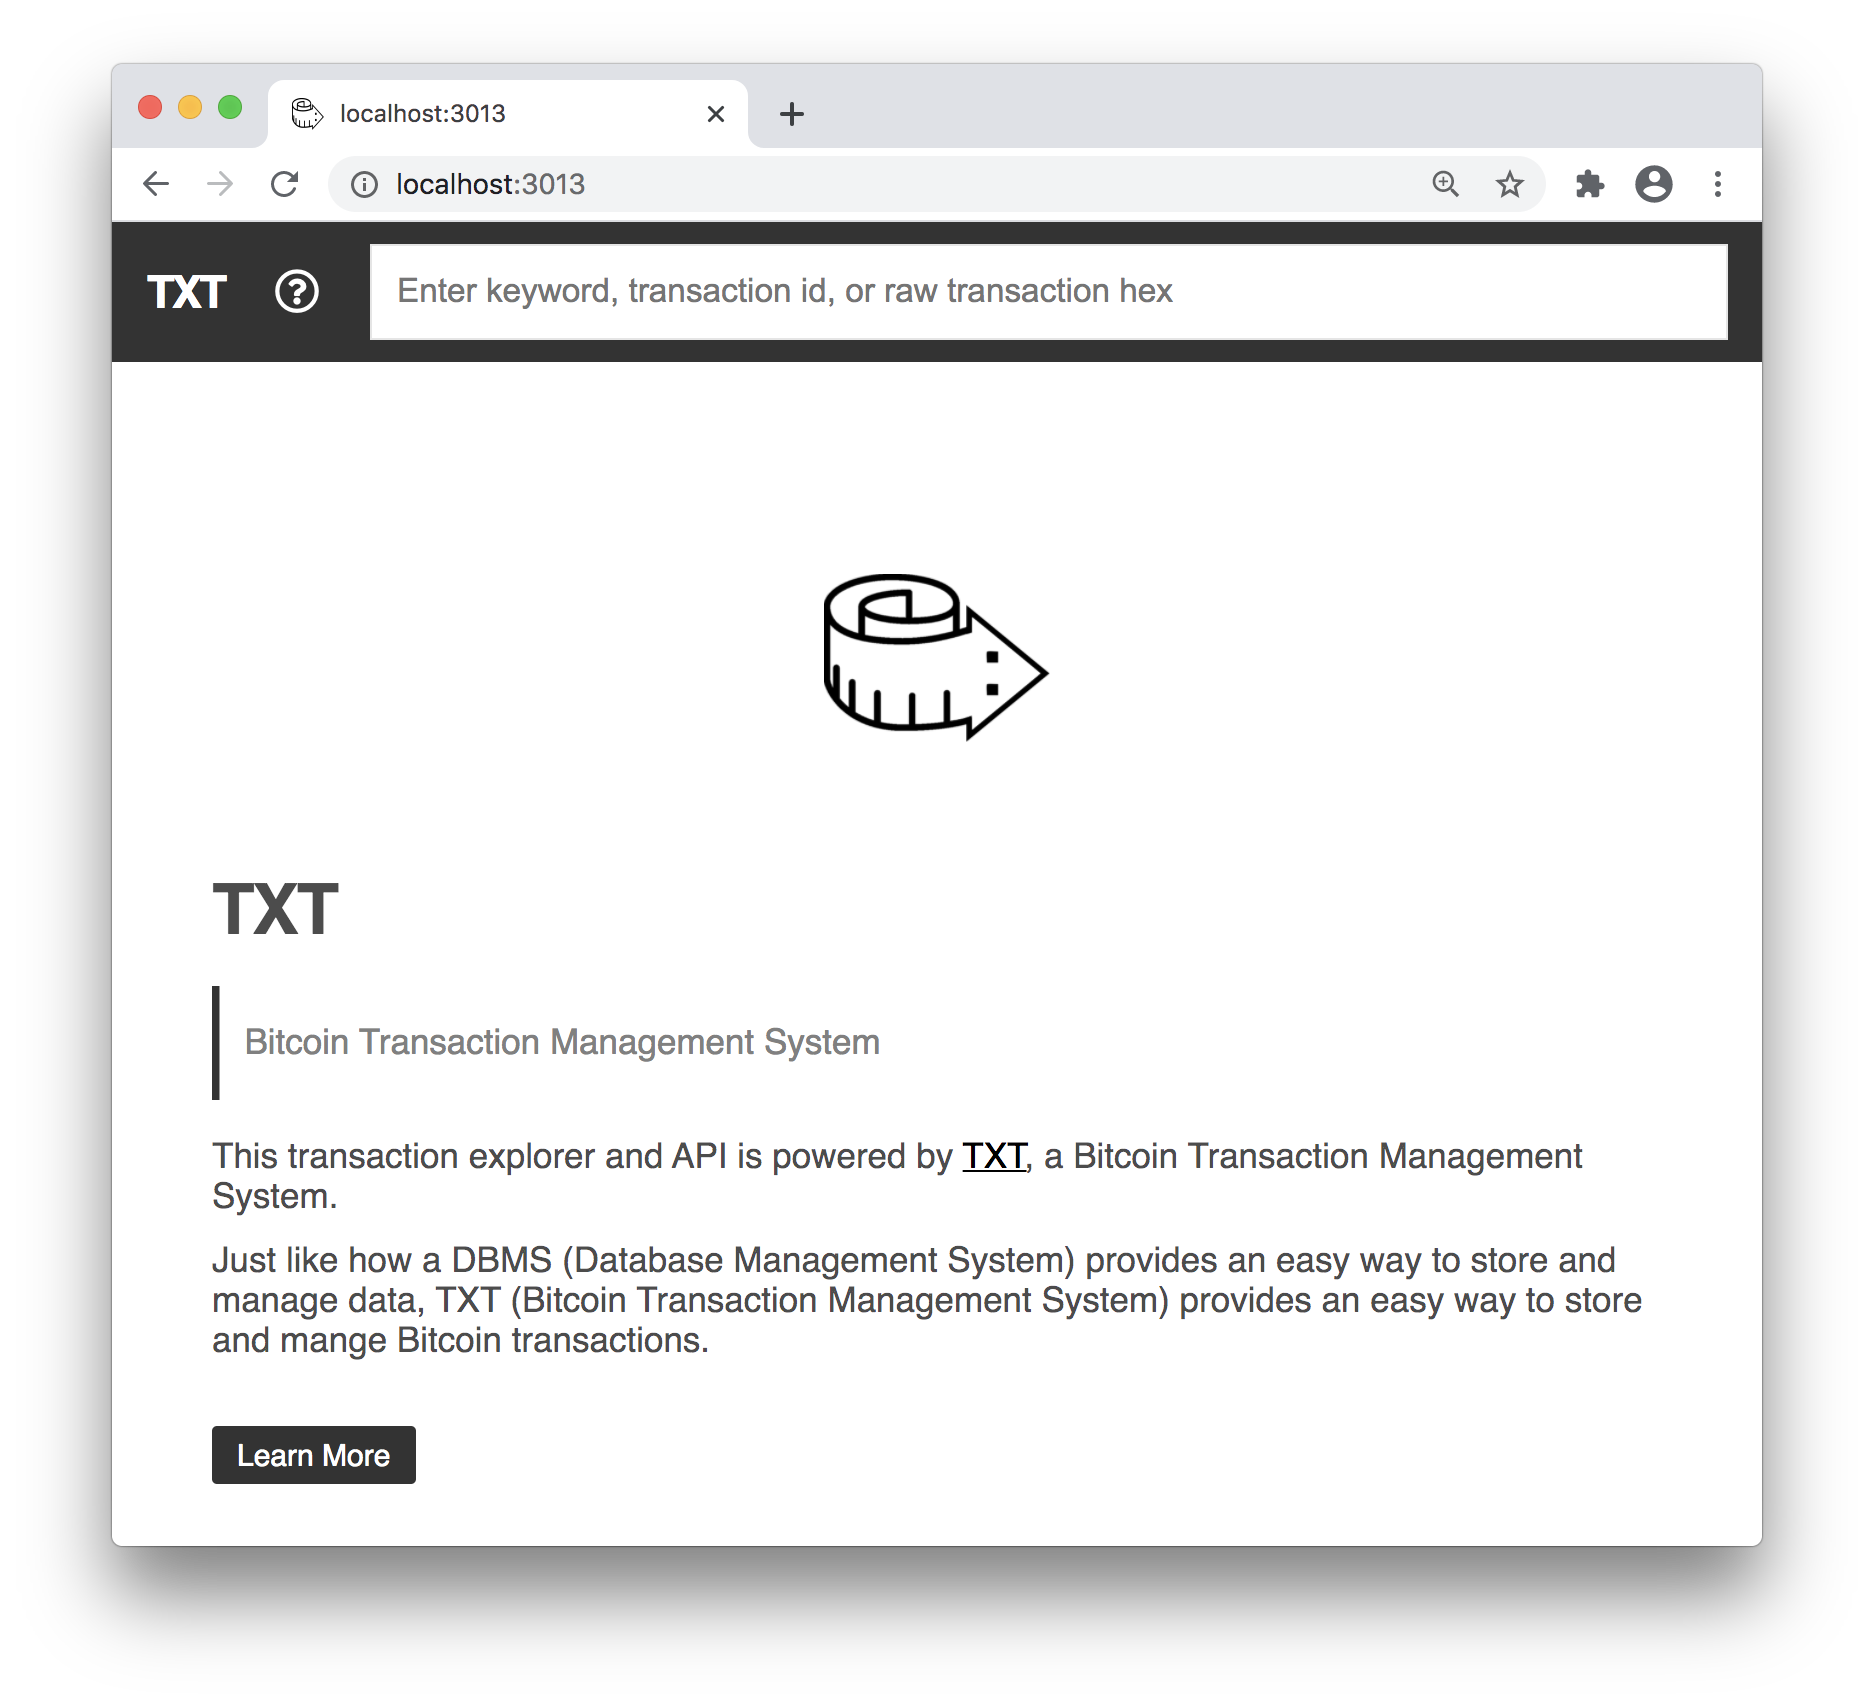 localhost:3013
localhost:3013
TXT
Enter keyword, transaction id, or raw transaction hex
TXT
Bitcoin Transaction Management System
This transaction explorer and API is powered by TXT, a Bitcoin Transaction Management
System.
Just like how a DBMS (Database Management System) provides an easy way to store and
manage data, TXT (Bitcoin Transaction Management System) provides an easy way to store
and mange Bitcoin transactions.
Learn More